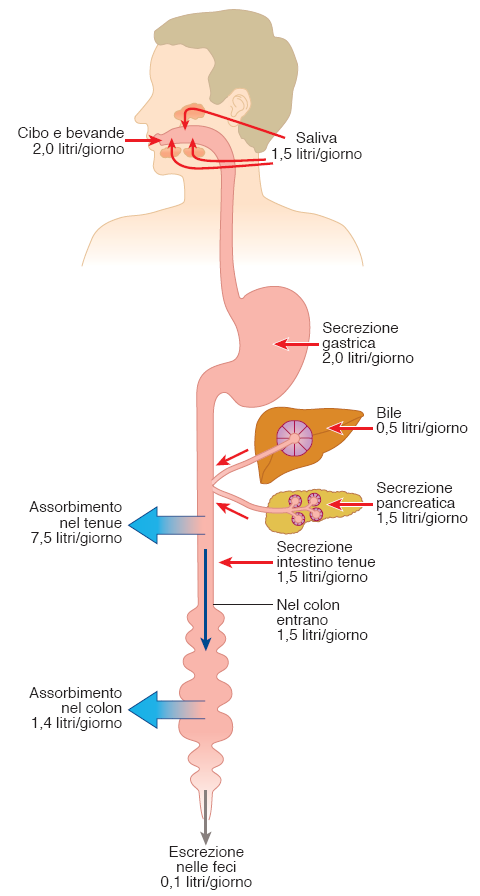 Cibo e bevande
2,0 litri/giorno
Saliva
1,5 litri/giorno
Secrezione
gastrica
2,0 litri/giorno
Bile
0,5 litri/giorno
Secrezione
pancreatica
1,5 litri/giorno
Assorbimento
nel tenue
7,5 litri/giorno
Secrezione
intestino tenue
1,5 litri/giorno
Nel colon
entrano
1,5 litri/giorno
Assorbimento
nel colon
1,4 litri/giorno
Escrezione
nelle feci
0,1 litri/giorno